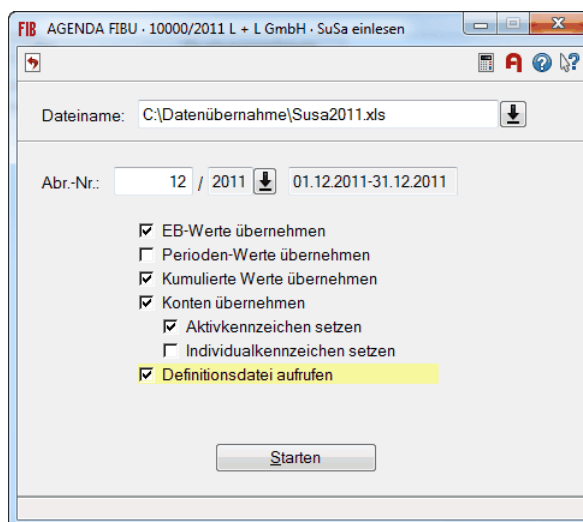 FIB AGENDA FIBU · 10000/2011 L + L GmbH · SuSa einlesen
Dateiname: C:\Datenübernahme\Susa2011.xls
Abr.-Nr.: 12 / 2011 01.12.2011-31.12.2011
EB-Werte übernehmen
Perioden-Werte übernehmen
Kumulierte Werte übernehmen
Konten übernehmen
Aktivkennzeichen setzen
Individualkennzeichen setzen
Definitionsdatei aufrufen
Starten